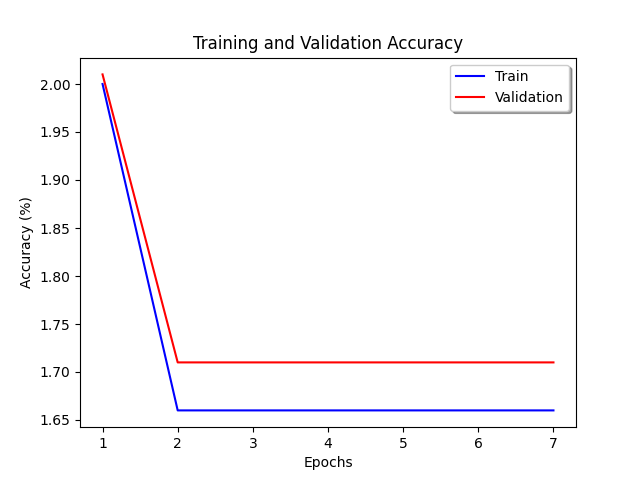 Training and Validation Accuracy
Train
Validation
2.00
1.95
1.90
1.85
1.80
1.75
1.70
1.65
Accuracy (%)
1 2 3 4 5 6 7
Epochs